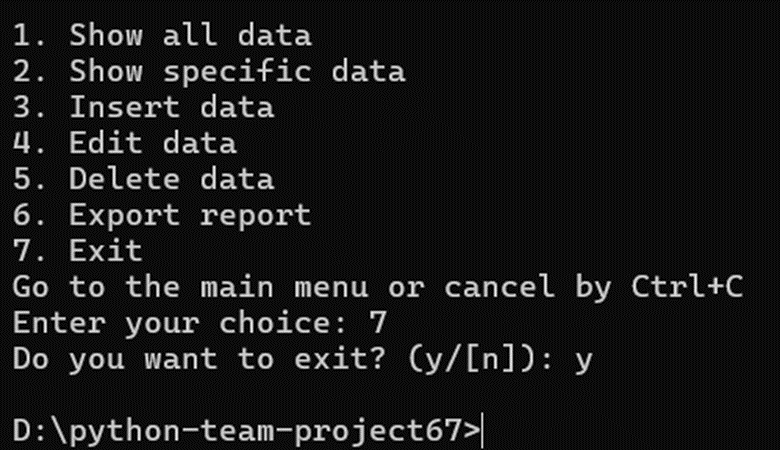 1. Show all data
2. Show specific data
3. Insert data
4. Edit data
5. Delete data
6. Export report
7. Exit
Go to the main menu or cancel by Ctrl+C
Enter your choice: 7
Do you want to exit? (y/[n]): y
D:\python-team-project67>